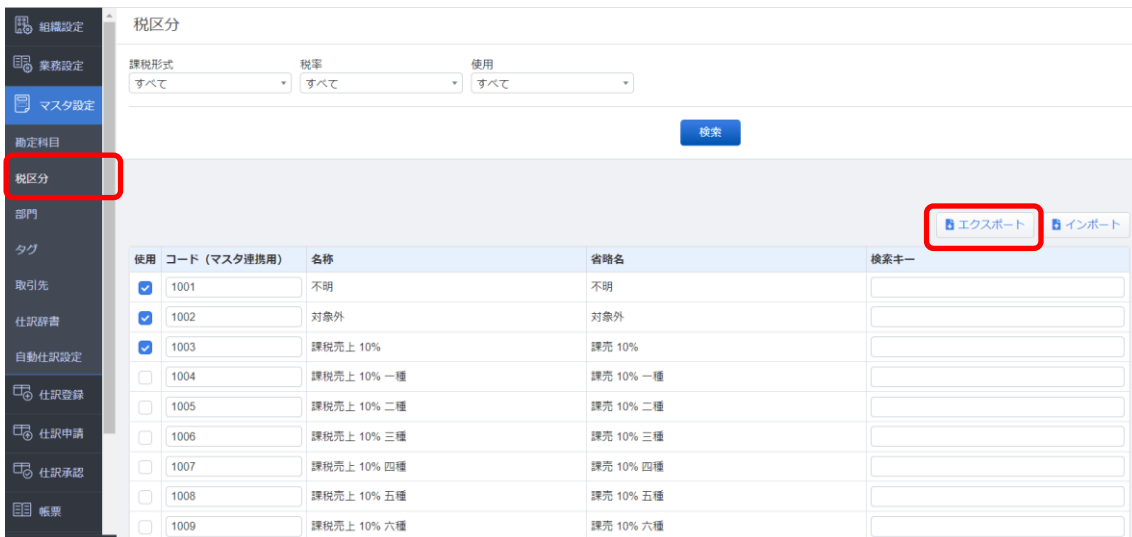 組織設定
業務設定
マスタ設定
勘定科目
税区分
部門
タグ
取引先
仕訳辞書
自動仕訳設定
仕訳登録
仕訳申請
仕訳承認
帳票
税区分
課税形式 税率 使用
すべて すべて すべて
検索
エクスポート インポート
使用 コード（マスタ連携用） 名称 省略名 検索キー
1001 不明 不明
1002 対象外 対象外
1003 課税売上 10% 課売 10%
1004 課税売上 10% 一種 課売 10% 一種
1005 課税売上 10% 二種 課売 10% 二種
1006 課税売上 10% 三種 課売 10% 三種
1007 課税売上 10% 四種 課売 10% 四種
1008 課税売上 10% 五種 課売 10% 五種
1009 課税売上 10% 六種 課売 10% 六種